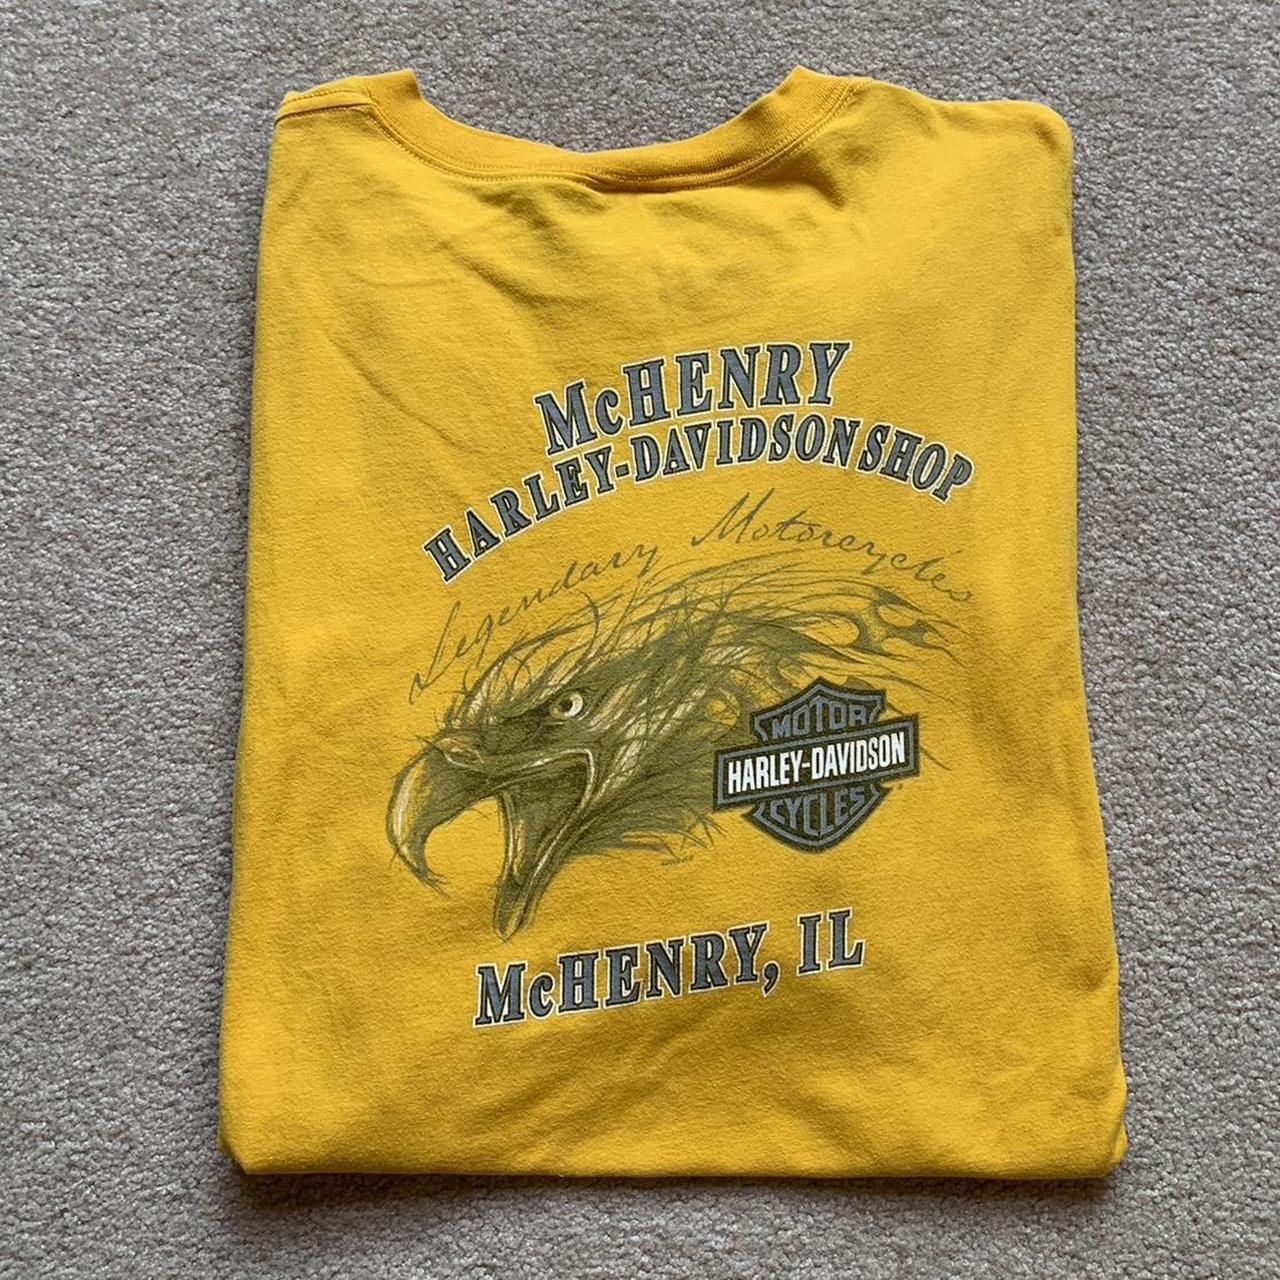 McHENRY
HARLEY-DAVIDSON SHOP
Legendary Motorcycles
MOTOR
HARLEY-DAVIDSON
CYCLES
McHENRY, IL